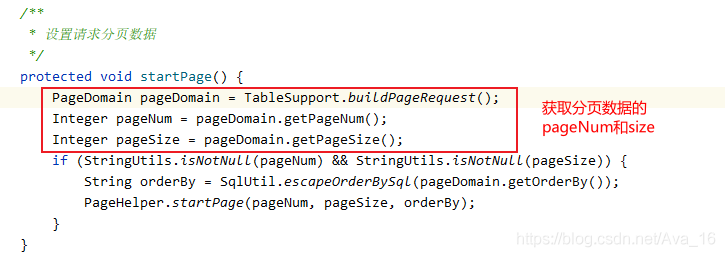 /**
 * 设置请求分页数据
 */
protected void startPage() {
    PageDomain pageDomain = TableSupport.buildPageRequest();
    Integer pageNum = pageDomain.getPageNum();
    Integer pageSize = pageDomain.getPageSize();
获取分页数据的
pageNum和size
    if (StringUtils.isNotNull(pageNum) && StringUtils.isNotNull(pageSize)) {
        String orderBy = SqlUtil.escapeOrderBySql(pageDomain.getOrderBy());
        PageHelper.startPage(pageNum, pageSize, orderBy);
    }
}
https://blog.csdn.net/Ava_16